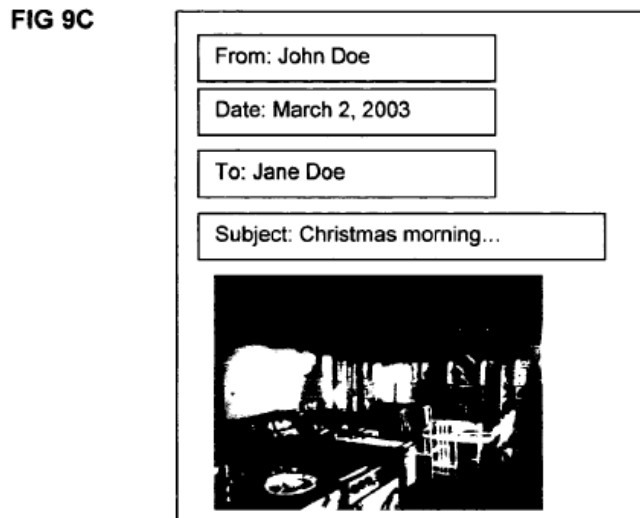 FIG 9C
From: John Doe
Date: March 2, 2003
To: Jane Doe
Subject: Christmas morning...